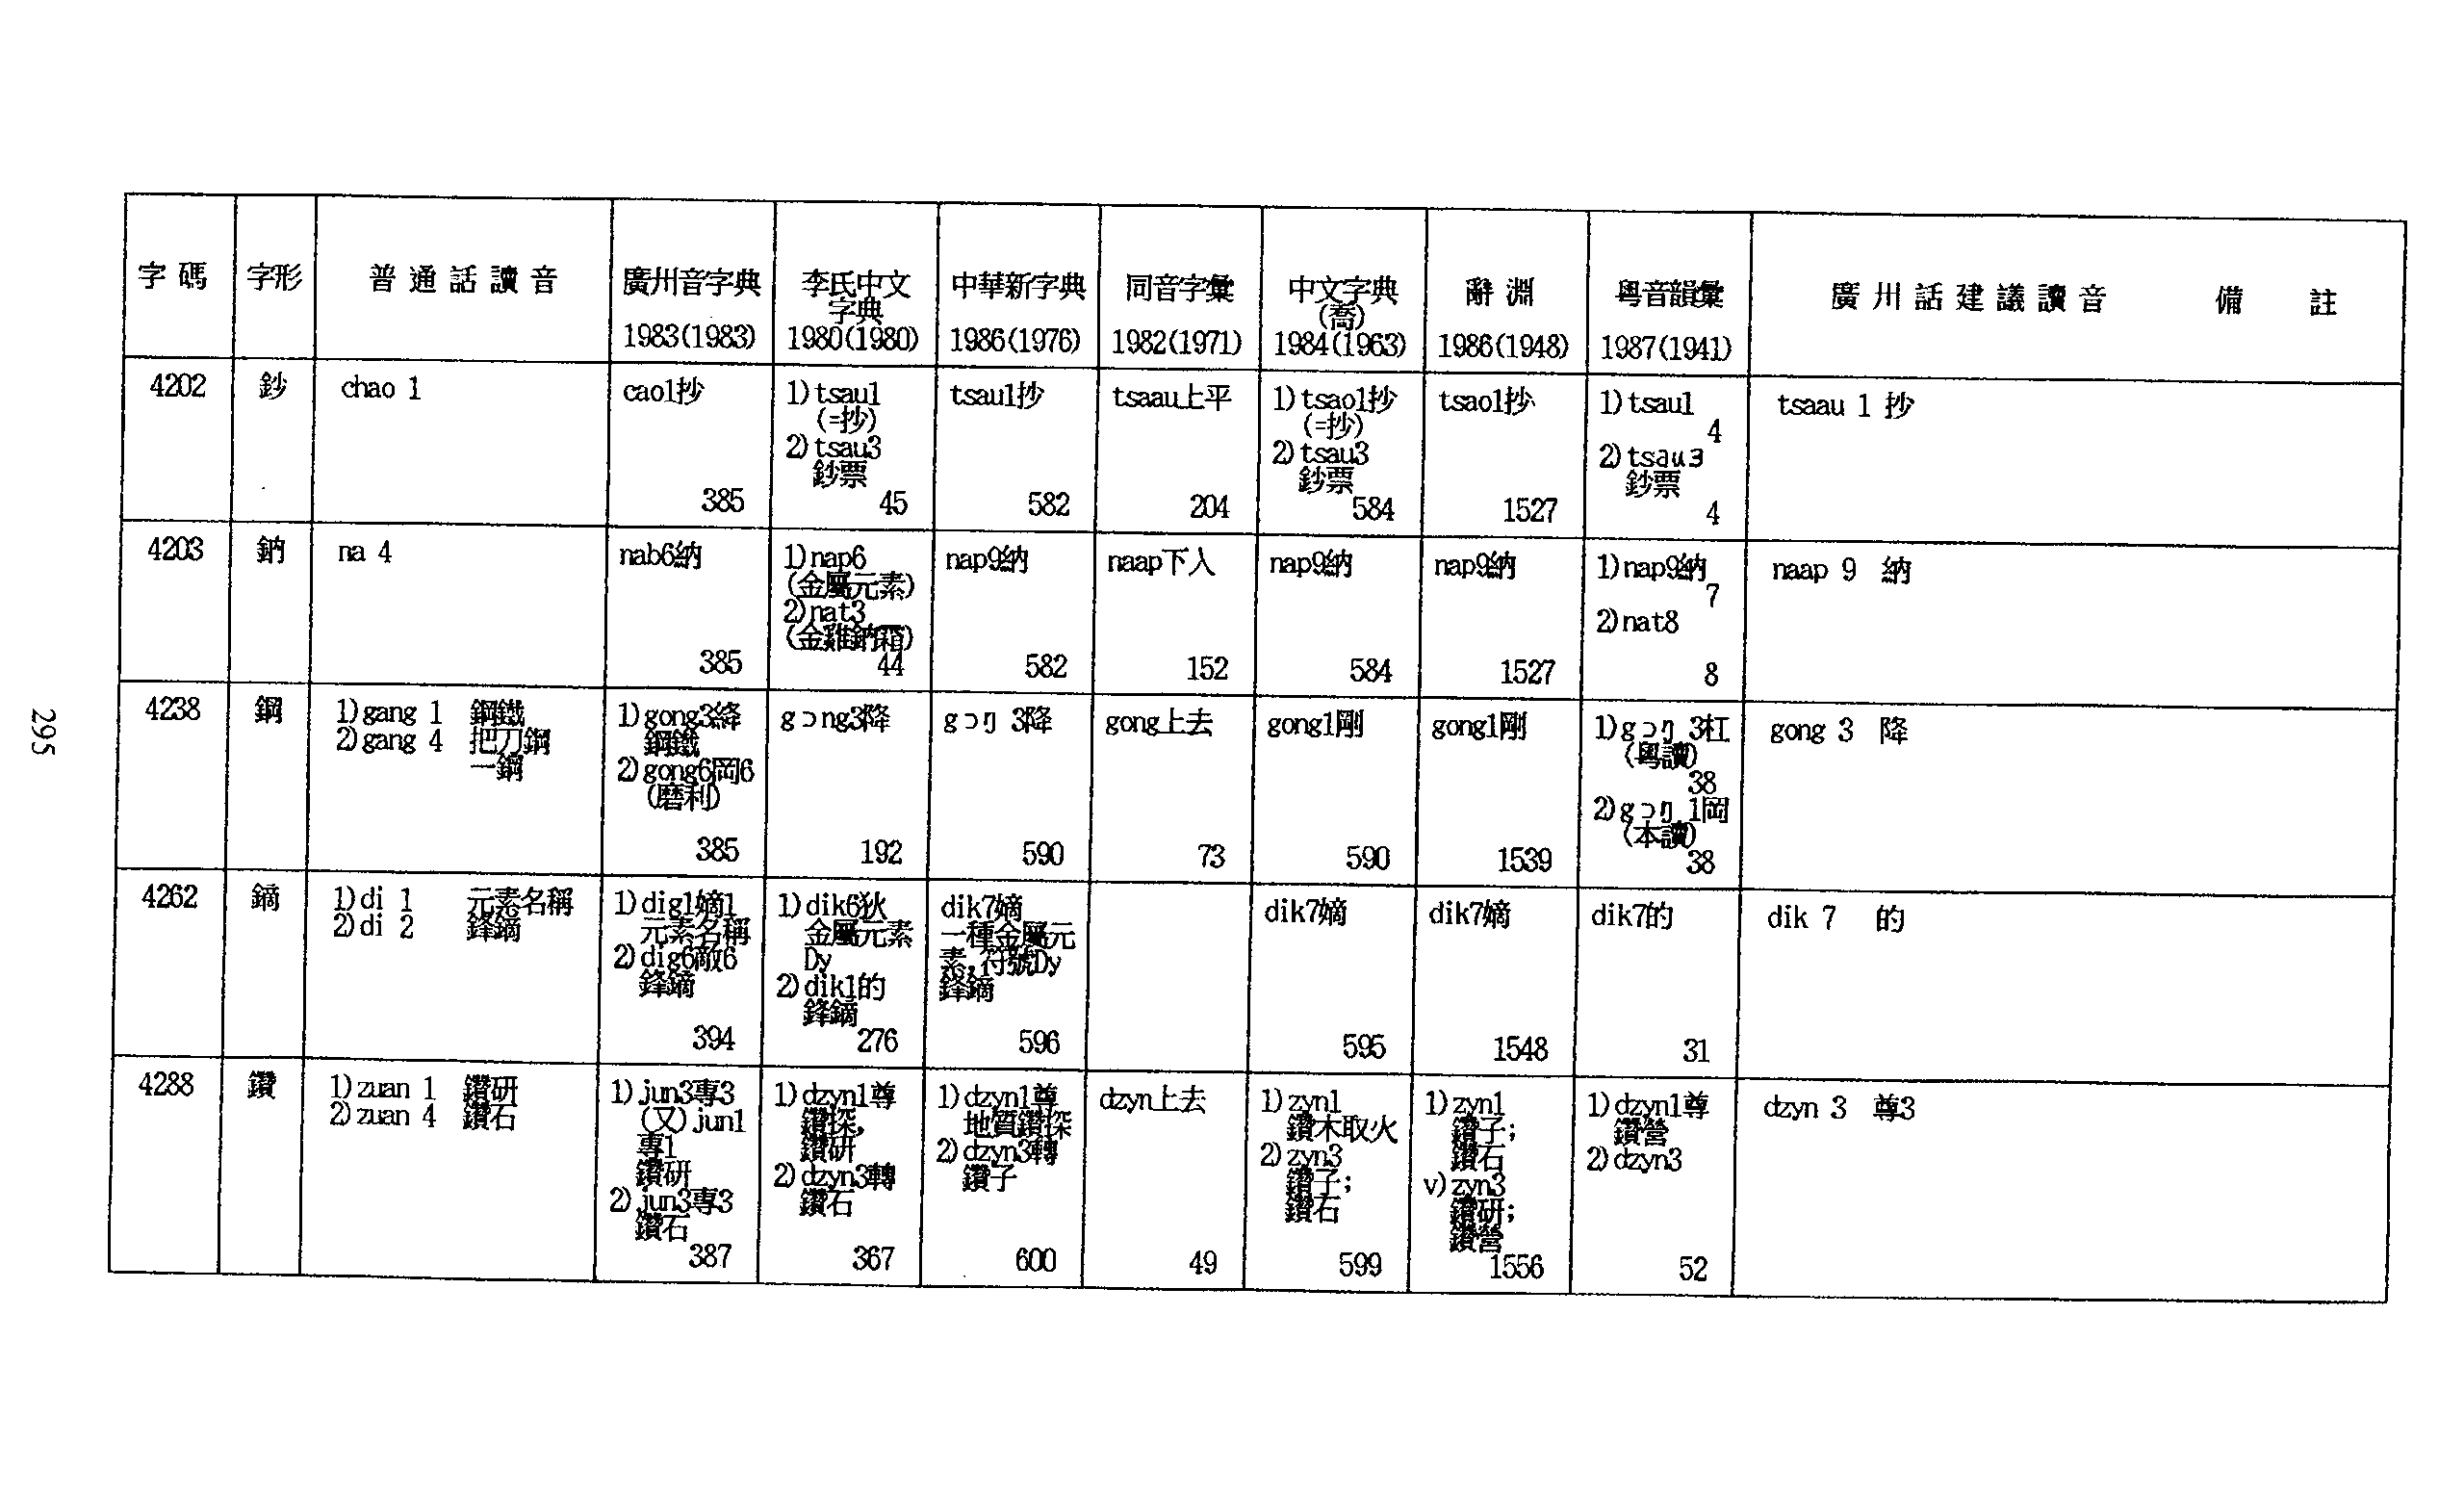 字碼 字形 普通話讀音 廣州音字典 1983(1983) 李氏中文字典 1980(1980) 中華新字典 1986(1976) 同音字彙 1982(1971) 中文字典(喬) 1984(1963) 辭淵 1986(1948) 粵音韻彙 1987(1941) 廣州話建議讀音 備註
4202
鈔
chao 1
cao1抄
385
1)tsau1
(=抄)
2)tsau3
鈔票
45
tsau1抄
582
tsaau上平
204
1)tsao1抄
(=抄)
2)tsau3
鈔票
584
tsao1抄
1527
1)tsau1
4
2)tsau3
鈔票
4
tsaau 1 抄
4203
鈉
na 4
nab6納
385
1)nap6
(金屬元素)
2)nat3
(金雞鈉霜)
44
nap9納
582
naap下入
152
nap9納
584
nap9納
1527
1)nap9納
7
2)nat8
8
naap 9 納
4238
鋼
1)gang 1 鋼鐵
2)gang 4 把刀鋼
一鋼
1)gong3絳
鋼鐵
2)gong6岡6
(磨利)
385
gɔng3降
192
gɔŋ 3降
590
gong上去
73
gong1剛
590
gong1剛
1539
1)gɔŋ 3杠
(粵讀)
38
2)gɔŋ 1岡
(本讀)
38
gong 3 降
4262
鏑
1)di 1 元素名稱
2)di 2 鋒鏑
1)dig1嫡1
元素名稱
2)dig6敵6
鋒鏑
394
1)dik6狄
金屬元素
Dy
2)dik1的
鋒鏑
276
dik7嫡
一種金屬元
素,符號Dy
鋒鏑
596
dik7嫡
595
dik7嫡
1548
dik7的
31
dik 7 的
4288
鑽
1)zuan 1 鑽研
2)zuan 4 鑽石
1)jun3專3
(又)jun1
專1
鑽研
2)jun3專3
鑽石
387
1)dzyn1尊
鑽探,
鑽研
2)dzyn3轉
鑽石
367
1)dzyn1尊
地質鑽探
2)dzyn3轉
鑽子
600
dzyn上去
49
1)zyn1
鑽木取火
2)zyn3
鑽子;
鑽石
599
1)zyn1
鑽子;
鑽石
v)zyn3
鑽研;
鑽營
1556
1)dzyn1尊
鑽營
2)dzyn3
52
dzyn 3 尊3
295